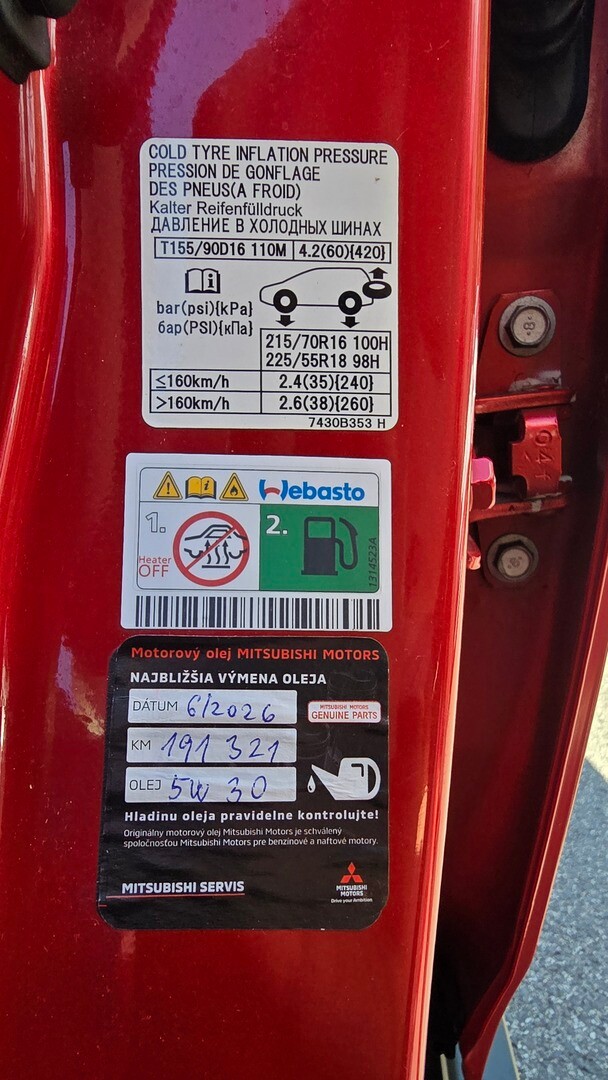 COLD TYRE INFLATION PRESSURE
PRESSION DE GONFLAGE
DES PNEUS(A FROID)
Kalter Reifenfülldruck
ДАВЛЕНИЕ В ХОЛОДНЫХ ШИНАХ
T155/90D16 110M 4.2(60){420}
bar(psi){kPa}
бар(PSI){кПа}
215/70R16 100H
225/55R18 98H
≤160km/h 2.4(35){240}
>160km/h 2.6(38){260}
7430B353 H
Webasto
1. 2.
Heater
OFF
1314523A
Motorový olej MITSUBISHI MOTORS
NAJBLIŽŠIA VÝMENA OLEJA
DÁTUM 6/2026
MITSUBISHI MOTORS
GENUINE PARTS
KM 191 321
OLEJ 5W 30
Hladinu oleja pravidelne kontrolujte!
Originálny motorový olej Mitsubishi Motors je schválený
spoločnosťou Mitsubishi Motors pre benzínové a naftové motory.
MITSUBISHI SERVIS
MITSUBISHI
MOTORS
Drive your Ambition